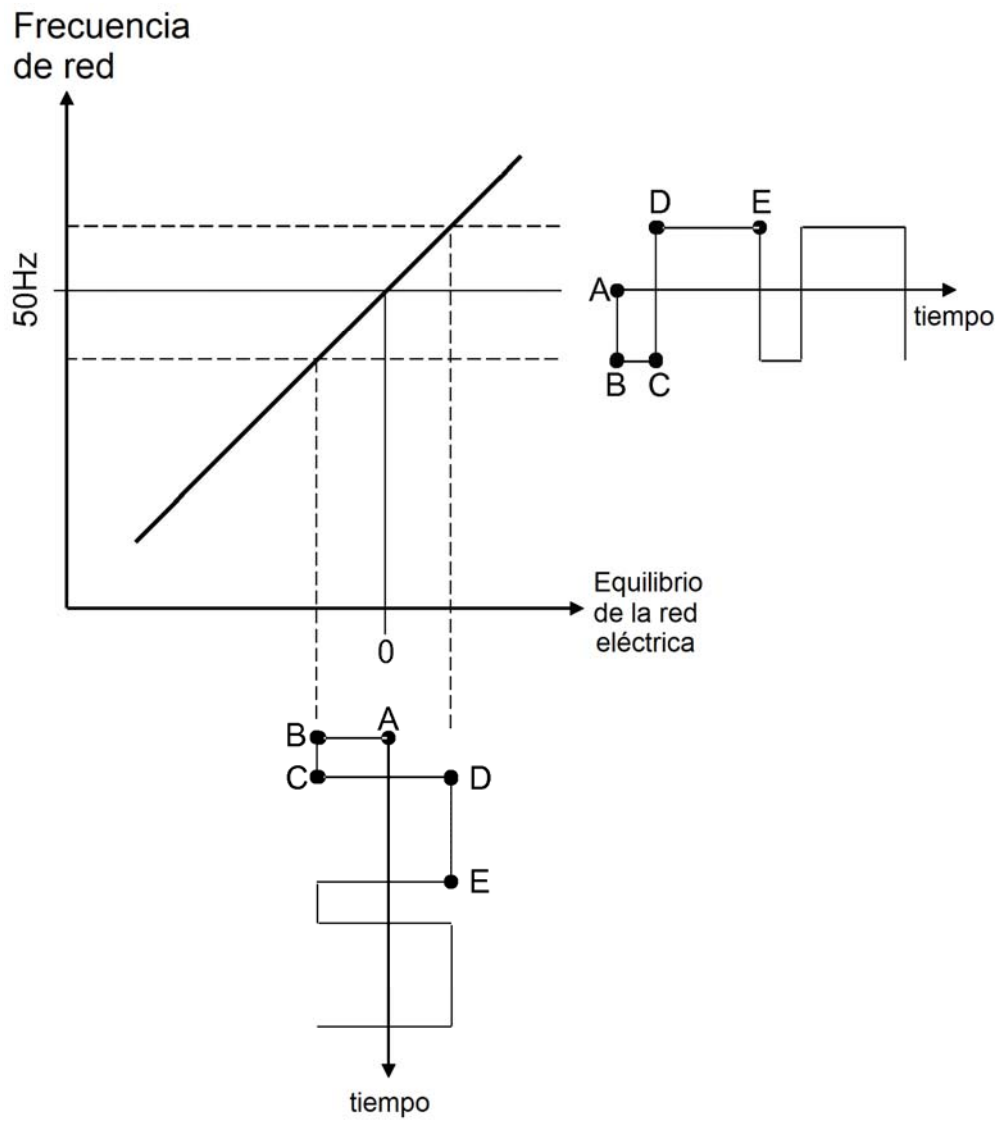 Frecuencia
de red
50Hz
D
E
A
tiempo
B
C
Equilibrio
de la red
eléctrica
0
A
B
C
D
E
tiempo